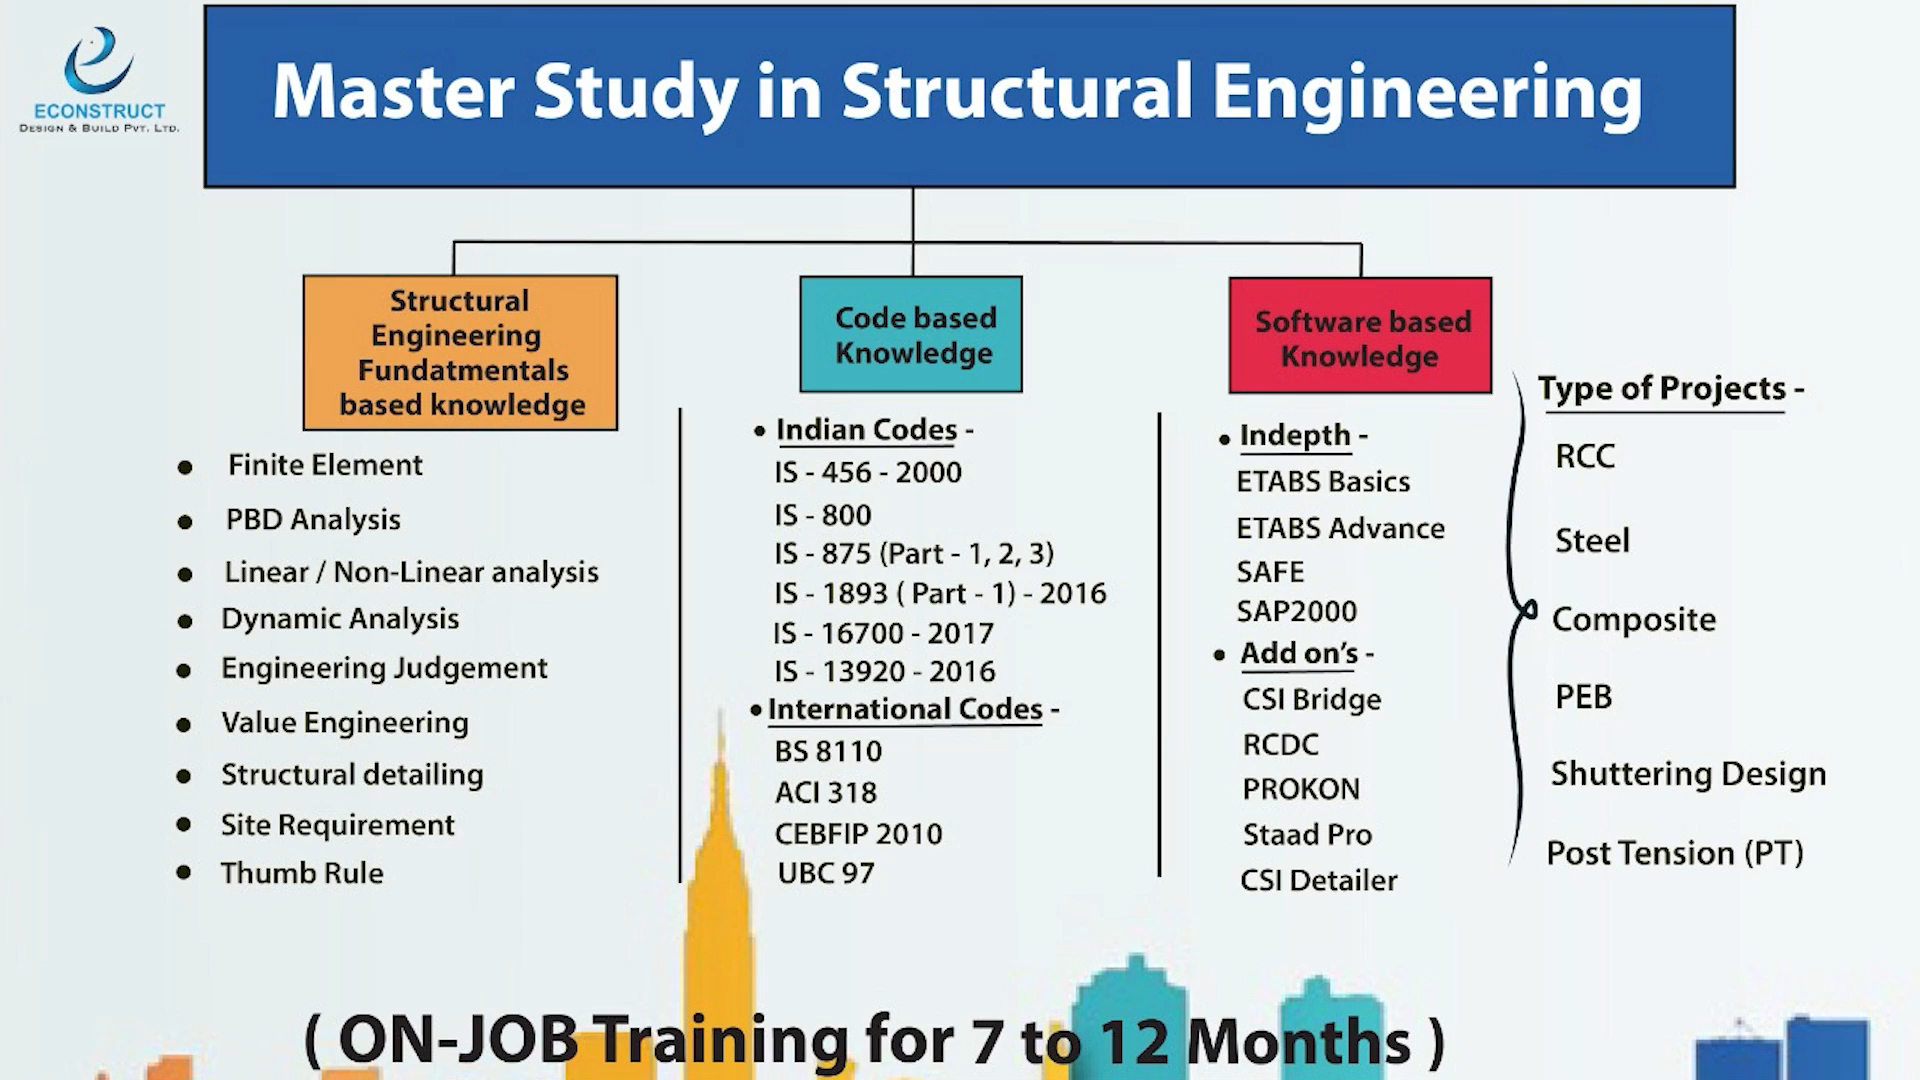 ECONSTRUCT
DESIGN & BUILD PVT. LTD.
Master Study in Structural Engineering
Structural
Engineering
Fundatmentals
based knowledge
• Finite Element
• PBD Analysis
• Linear / Non-Linear analysis
• Dynamic Analysis
• Engineering Judgement
• Value Engineering
• Structural detailing
• Site Requirement
• Thumb Rule
Code based
Knowledge
• Indian Codes -
IS - 456 - 2000
IS - 800
IS - 875 (Part - 1, 2, 3)
IS - 1893 ( Part - 1) - 2016
IS - 16700 - 2017
IS - 13920 - 2016
• International Codes -
BS 8110
ACI 318
CEBFIP 2010
UBC 97
Software based
Knowledge
• Indepth -
ETABS Basics
ETABS Advance
SAFE
SAP2000
• Add on’s -
CSI Bridge
RCDC
PROKON
Staad Pro
CSI Detailer
Type of Projects -
RCC
Steel
Composite
PEB
Shuttering Design
Post Tension (PT)
( ON-JOB Training for 7 to 12 Months )